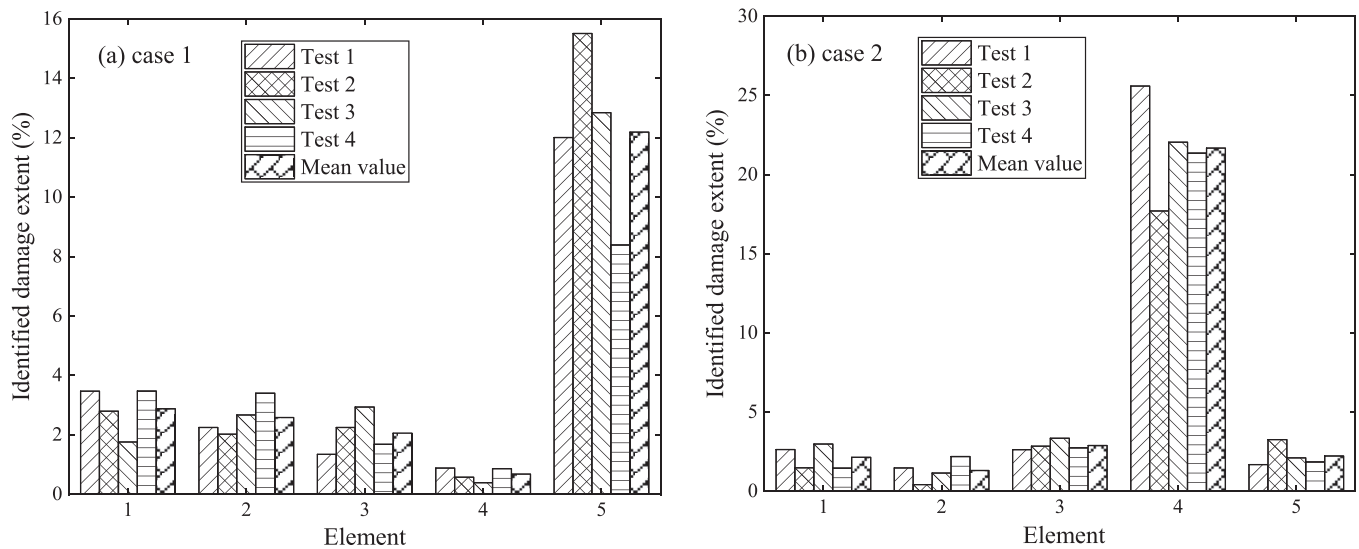 (a) case 1
Test 1
Test 2
Test 3
Test 4
Mean value
Identified damage extent (%)
16
14
12
10
8
6
4
2
0
1 2 3 4 5
Element
(b) case 2
Test 1
Test 2
Test 3
Test 4
Mean value
Identified damage extent (%)
30
25
20
15
10
5
0
1 2 3 4 5
Element